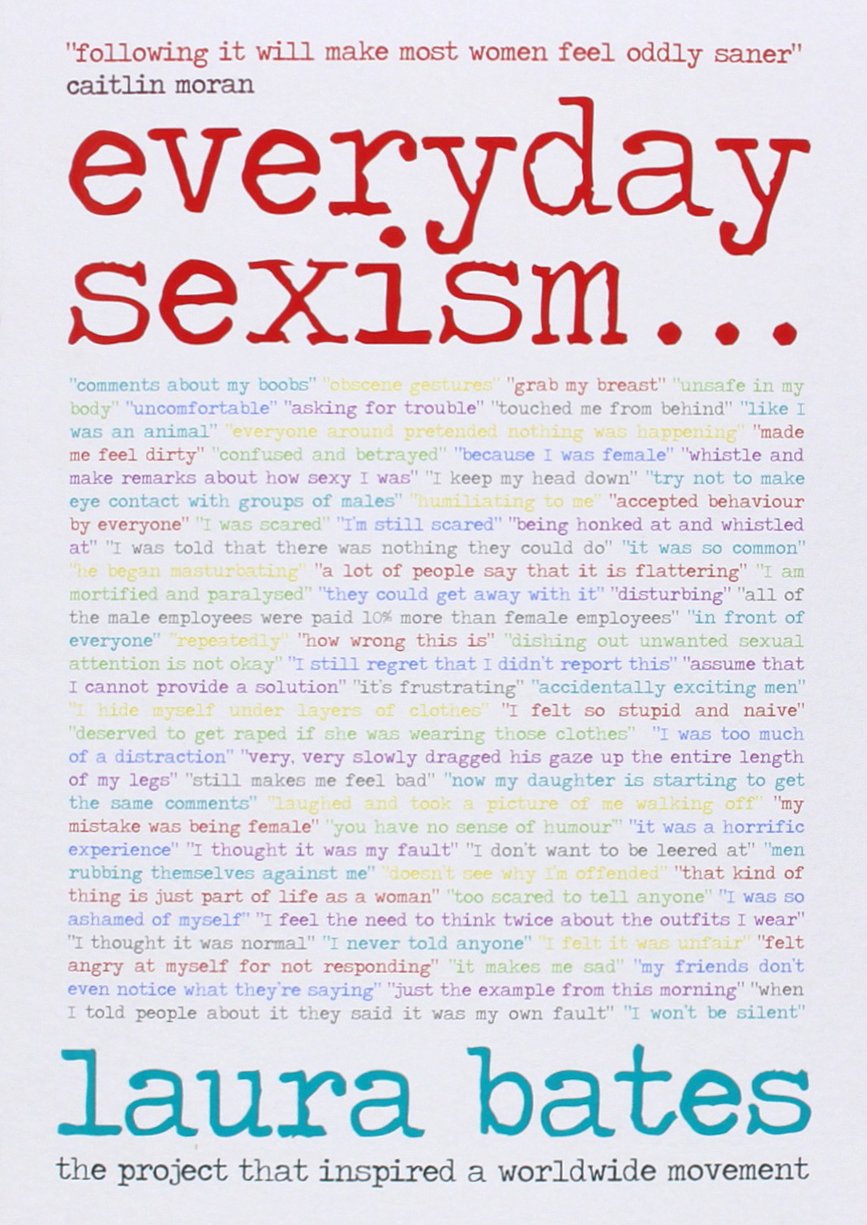 "following it will make most women feel oddly saner"
caitlin moran
everyday
sexism...
"comments about my boobs" "obscene gestures" "grab my breast" "unsafe in my
body" "uncomfortable" "asking for trouble" "touched me from behind" "like I
was an animal" "everyone around pretended nothing was happening" "made
me feel dirty" "confused and betrayed" "because I was female" "whistle and
make remarks about how sexy I was" "I keep my head down" "try not to make
eye contact with groups of males" "humiliating to me" "accepted behaviour
by everyone" "I was scared" "I'm still scared" "being honked at and whistled
at" "I was told that there was nothing they could do" "it was so common"
"he began masturbating" "a lot of people say that it is flattering" "I am
mortified and paralysed" "they could get away with it" "disturbing" "all of
the male employees were paid 10% more than female employees" "in front of
everyone" "repeatedly" "how wrong this is" "dishing out unwanted sexual
attention is not okay" "I still regret that I didn't report this" "assume that
I cannot provide a solution" "it's frustrating" "accidentally exciting men"
"I hide myself under layers of clothes" "I felt so stupid and naive"
"deserved to get raped if she was wearing those clothes" "I was too much
of a distraction" "very, very slowly dragged his gaze up the entire length
of my legs" "still makes me feel bad" "now my daughter is starting to get
the same comments" "laughed and took a picture of me walking off" "my
mistake was being female" "you have no sense of humour'" "it was a horrific
experience" "I thought it was my fault" "I don't want to be leered at" "men
rubbing themselves against me" "doesn't see why I'm offended" "that kind of
thing is just part of life as a woman" "too scared to tell anyone" "I was so
ashamed of myself" "I feel the need to think twice about the outfits I wear"
"I thought it was normal" "I never told anyone" "I felt it was unfair" "felt
angry at myself for not responding" "it makes me sad" "my friends don't
even notice what they're saying" "just the example from this morning" "when
I told people about it they said it was my own fault" "I won't be silent"
laura bates
the project that inspired a worldwide movement